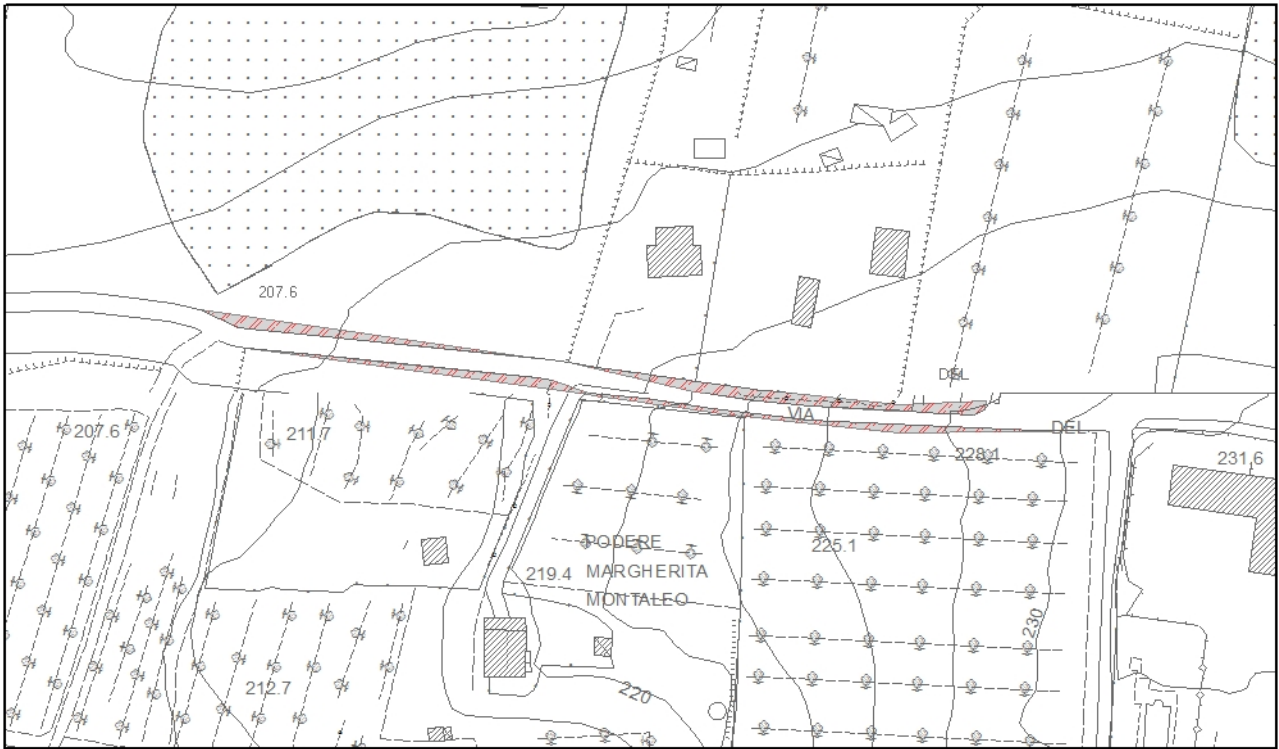 207.6
DEL
VIA
DEL
207.6
211.7
228.1
231.6
PODERE
225.1
219.4
MARGHERITA
MONTALEO
230
212.7
220